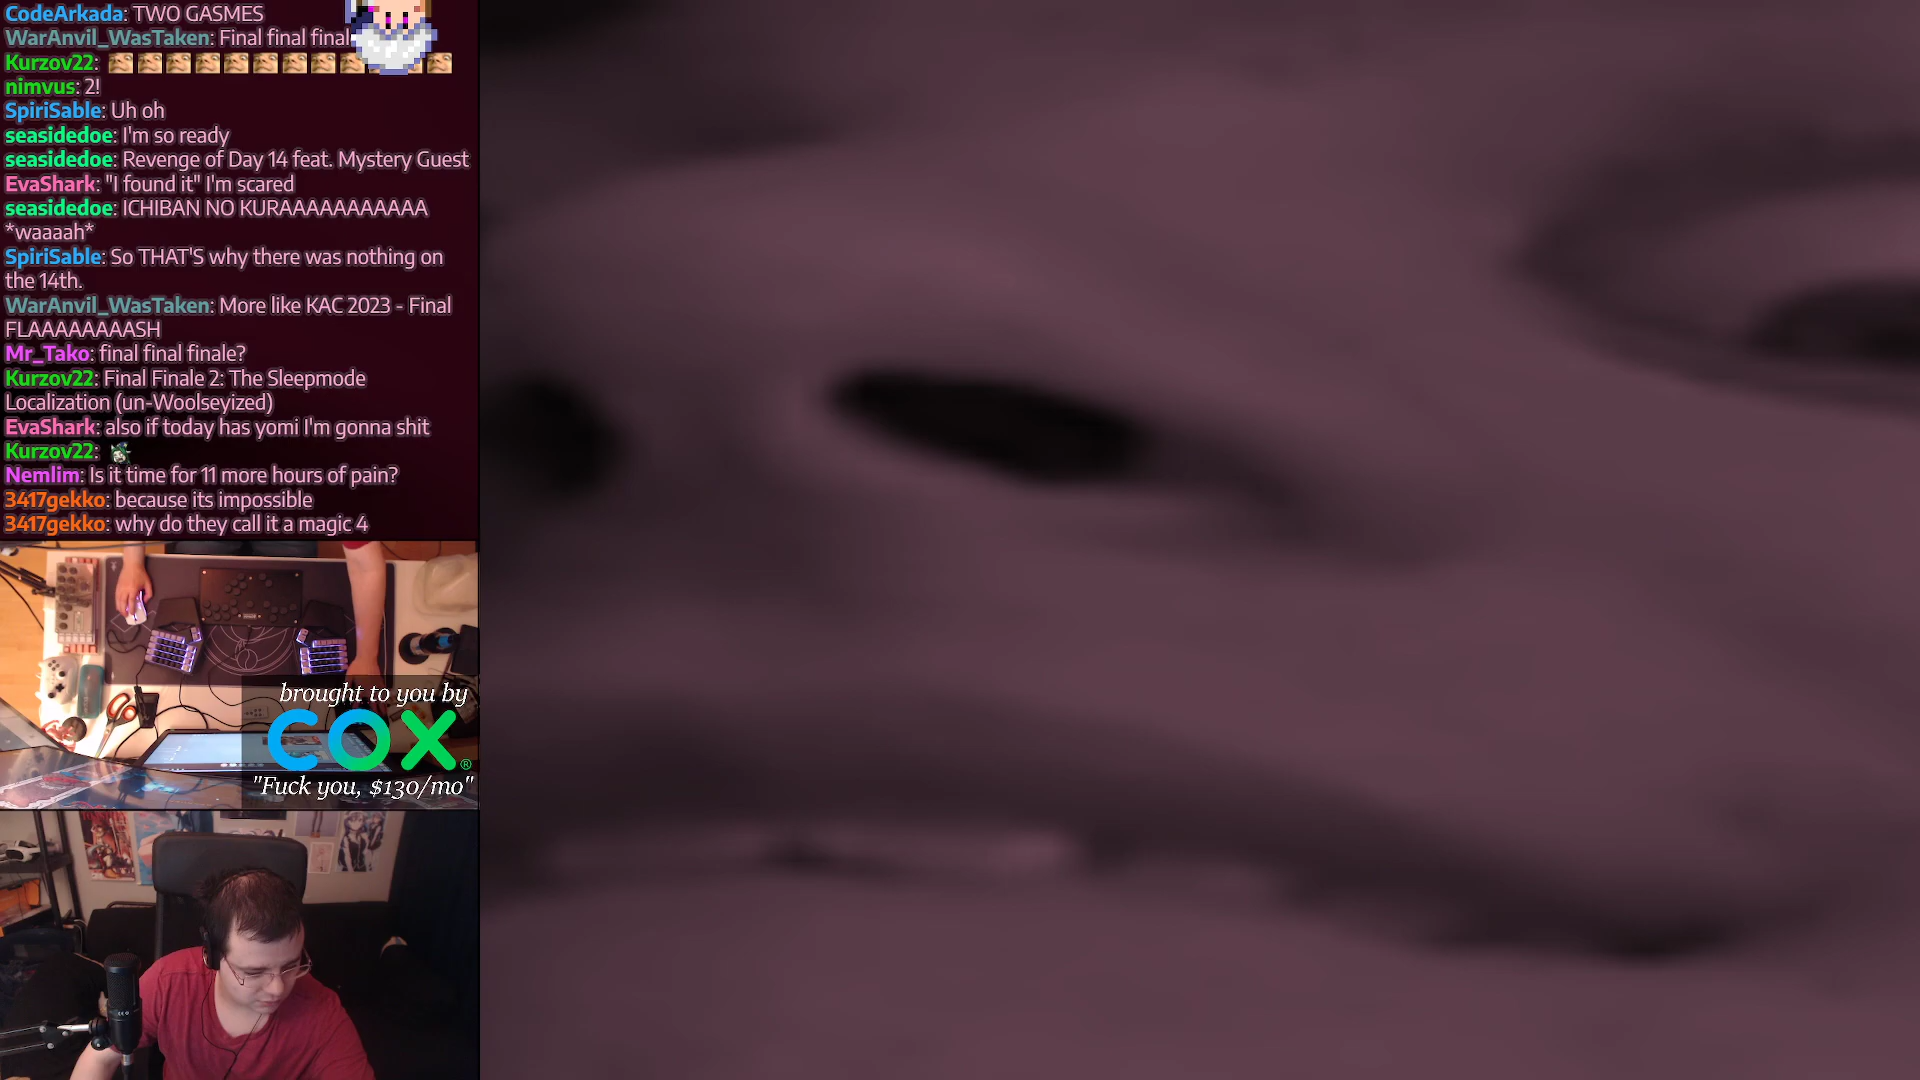 CodeArkada: TWO GASMES
WarAnvil_WasTaken: Final final final
Kurzov22:
nimvus: 2!
SpiriSable: Uh oh
seasidedoe: I'm so ready
seasidedoe: Revenge of Day 14 feat. Mystery Guest
EvaShark: "I found it" I'm scared
seasidedoe: ICHIBAN NO KURAAAAAAAAAAA
*waaaah*
SpiriSable: So THAT'S why there was nothing on
the 14th.
WarAnvil_WasTaken: More like KAC 2023 - Final
FLAAAAAAAASH
Mr_Tako: final final finale?
Kurzov22: Final Finale 2: The Sleepmode
Localization (un-Woolseyized)
EvaShark: also if today has yomi I'm gonna shit
Kurzov22:
Nemlim: Is it time for 11 more hours of pain?
3417gekko: because its impossible
3417gekko: why do they call it a magic 4
brought to you by
COX®
"Fuck you, $130/mo"